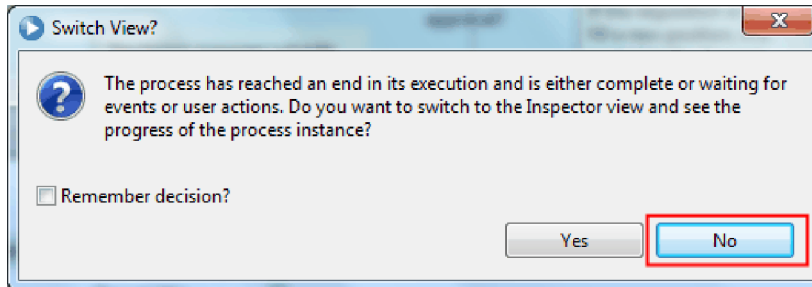 Switch View?
The process has reached an end in its execution and is either complete or waiting for
events or user actions. Do you want to switch to the Inspector view and see the
progress of the process instance?
Remember decision?
Yes
No